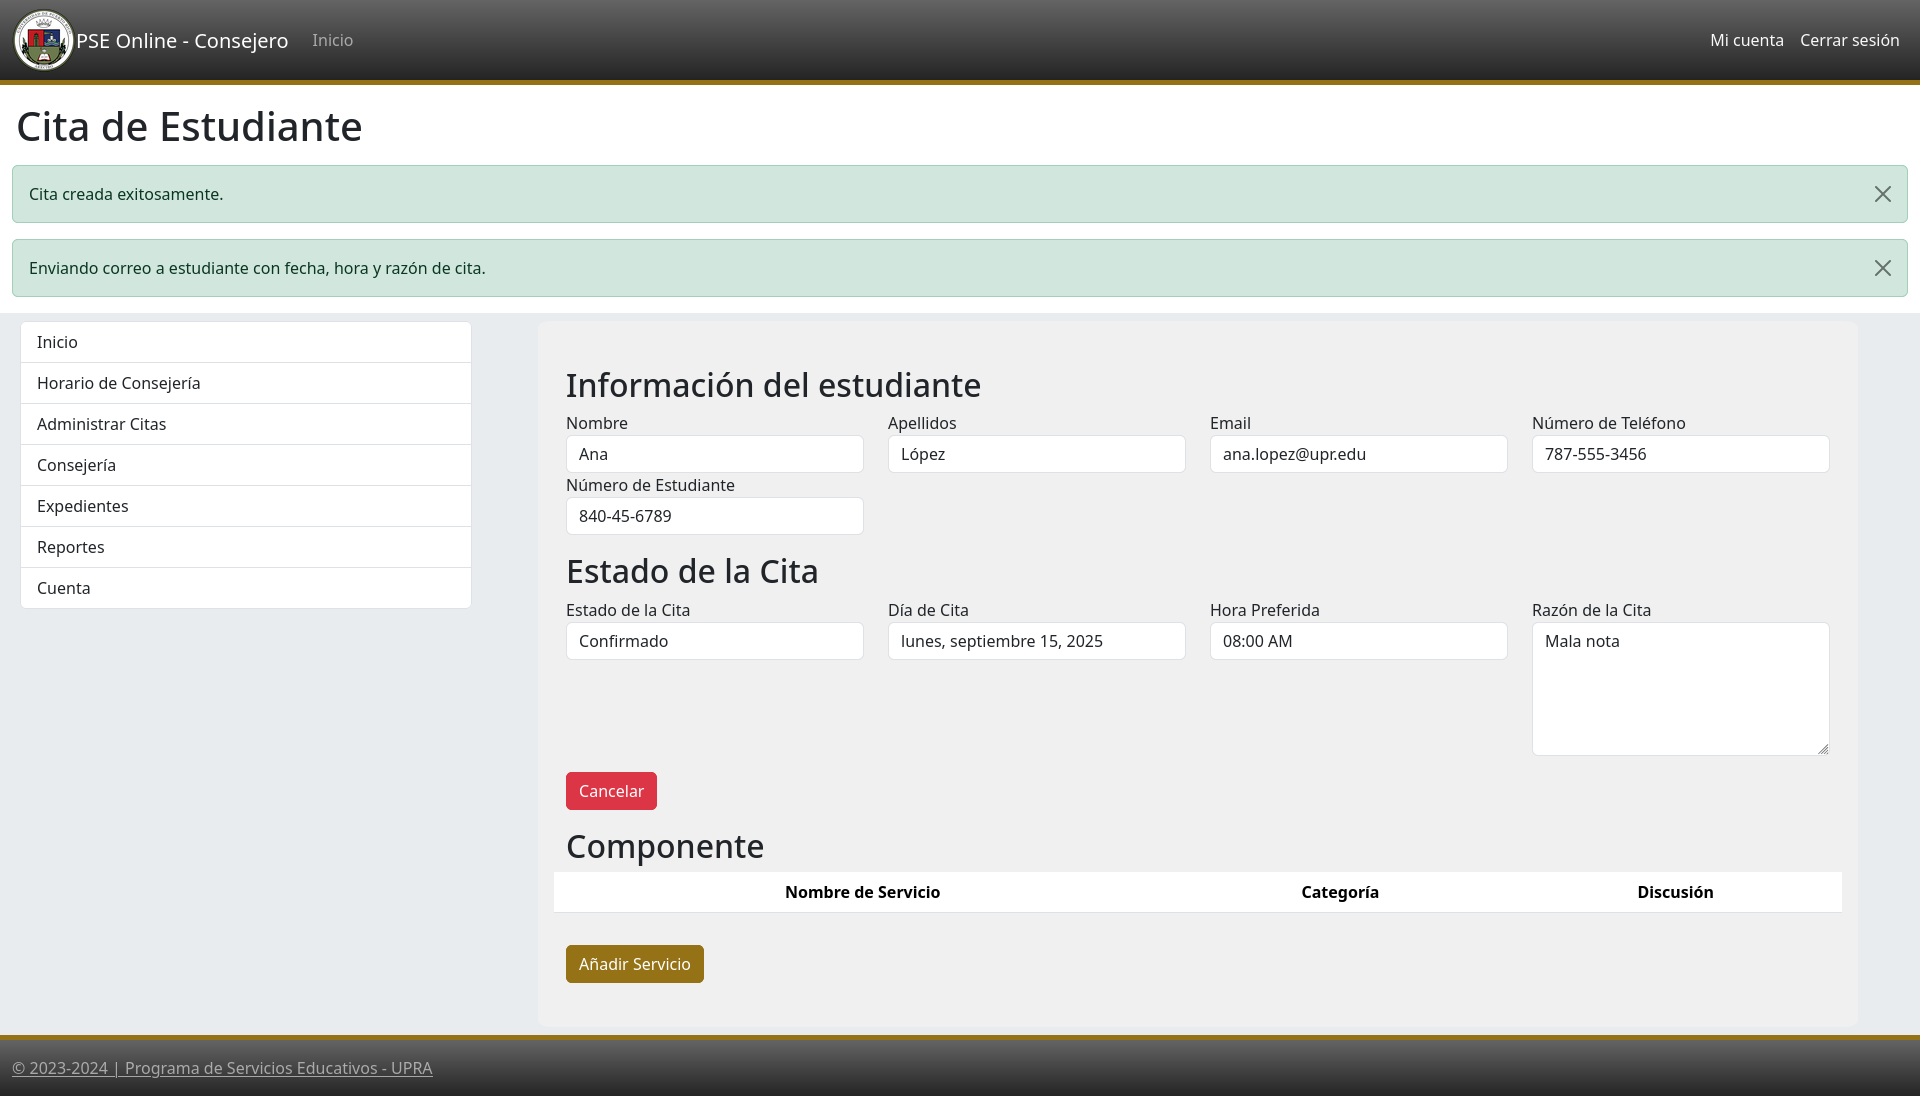 PSE Online - Consejero
Inicio
Mi cuenta
Cerrar sesión
Cita de Estudiante
Cita creada exitosamente.
Enviando correo a estudiante con fecha, hora y razón de cita.
Inicio
Horario de Consejería
Administrar Citas
Consejería
Expedientes
Reportes
Cuenta
Información del estudiante
Nombre
Ana
Apellidos
López
Email
ana.lopez@upr.edu
Número de Teléfono
787-555-3456
Número de Estudiante
840-45-6789
Estado de la Cita
Estado de la Cita
Confirmado
Día de Cita
lunes, septiembre 15, 2025
Hora Preferida
08:00 AM
Razón de la Cita
Mala nota
Cancelar
Componente
Nombre de Servicio
Categoría
Discusión
Añadir Servicio
© 2023-2024 | Programa de Servicios Educativos - UPRA